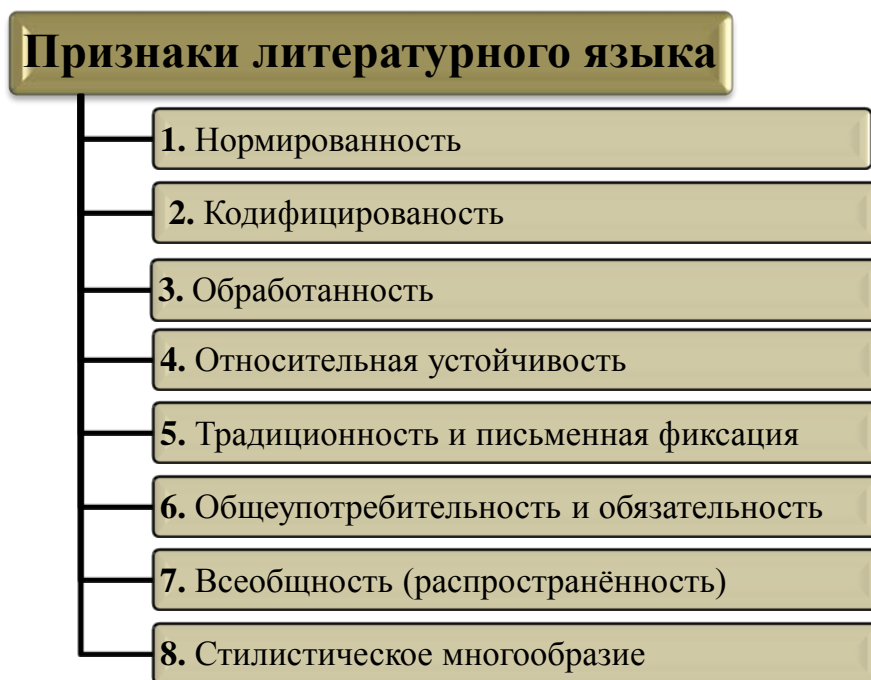 Признаки литературного языка
1. Нормированность
2. Кодифицированость
3. Обработанность
4. Относительная устойчивость
5. Традиционность и письменная фиксация
6. Общеупотребительность и обязательность
7. Всеобщность (распространённость)
8. Стилистическое многообразие